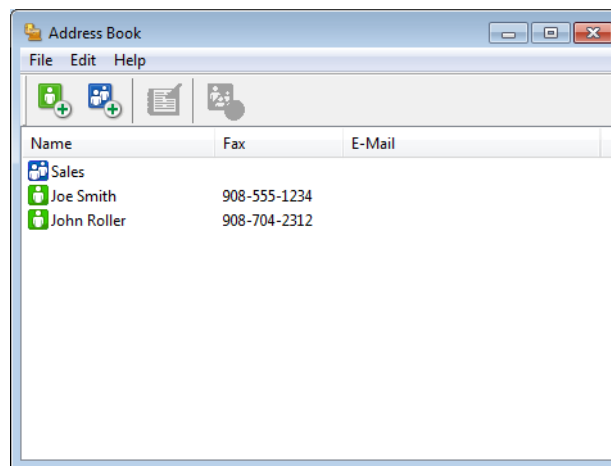 Address Book
File Edit Help
Name Fax E-Mail
Sales
Joe Smith 908-555-1234
John Roller 908-704-2312